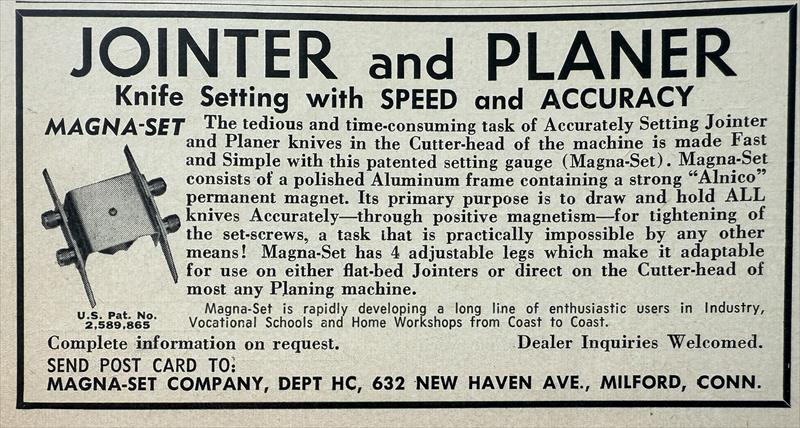 JOINTER and PLANER
Knife Setting with SPEED and ACCURACY
MAGNA-SET
The tedious and time-consuming task of Accurately Setting Jointer
and Planer knives in the Cutter-head of the machine is made Fast
and Simple with this patented setting gauge (Magna-Set). Magna-Set
consists of a polished Aluminum frame containing a strong “Alnico”
permanent magnet. Its primary purpose is to draw and hold ALL
knives Accurately—through positive magnetism—for tightening of
the set-screws, a task that is practically impossible by any other
means! Magna-Set has 4 adjustable legs which make it adaptable
for use on either flat-bed Jointers or direct on the Cutter-head of
most any Planing machine.
U.S. Pat. No.
2,589,865
Magna-Set is rapidly developing a long line of enthusiastic users in Industry,
Vocational Schools and Home Workshops from Coast to Coast.
Complete information on request. Dealer Inquiries Welcomed.
SEND POST CARD TO:
MAGNA-SET COMPANY, DEPT HC, 632 NEW HAVEN AVE., MILFORD, CONN.